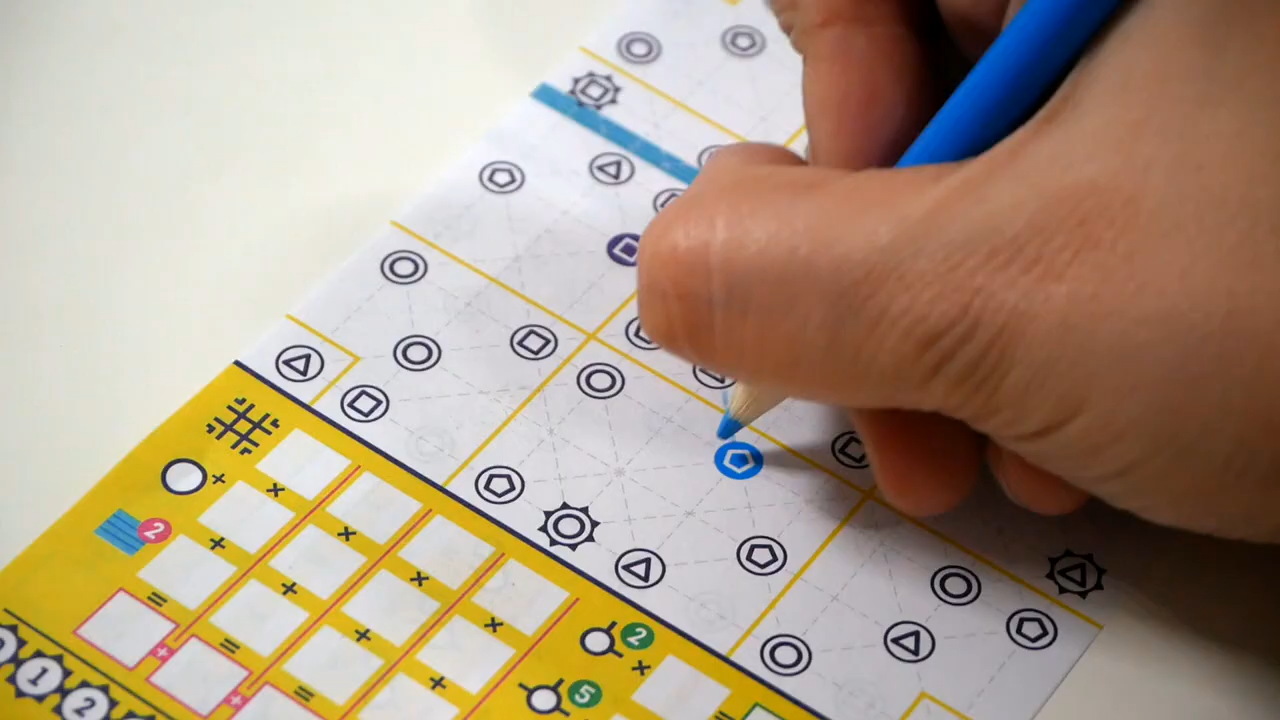 + × × × ×
2 + + + +
= = =
+ +
2 ×
5
1 2